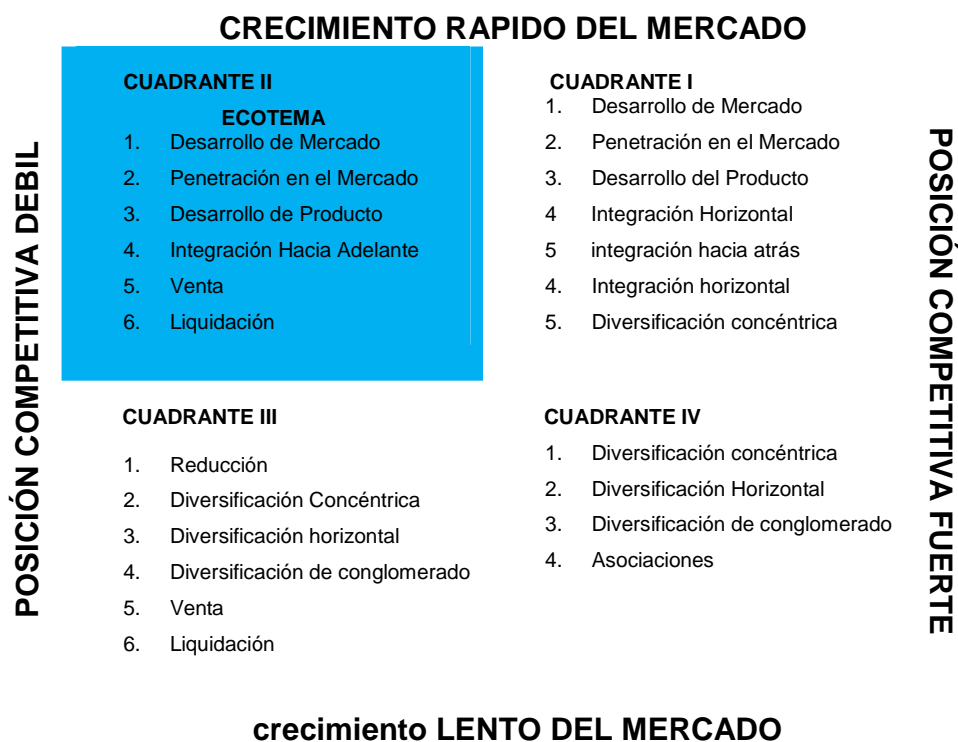 CRECIMIENTO RAPIDO DEL MERCADO
POSICIÓN COMPETITIVA DEBIL
CUADRANTE II
ECOTEMA
1. Desarrollo de Mercado
2. Penetración en el Mercado
3. Desarrollo de Producto
4. Integración Hacia Adelante
5. Venta
6. Liquidación
CUADRANTE I
1. Desarrollo de Mercado
2. Penetración en el Mercado
3. Desarrollo del Producto
4 Integración Horizontal
5 integración hacia atrás
4. Integración horizontal
5. Diversificación concéntrica
POSICIÓN COMPETITIVA FUERTE
CUADRANTE III
1. Reducción
2. Diversificación Concéntrica
3. Diversificación horizontal
4. Diversificación de conglomerado
5. Venta
6. Liquidación
CUADRANTE IV
1. Diversificación concéntrica
2. Diversificación Horizontal
3. Diversificación de conglomerado
4. Asociaciones
crecimiento LENTO DEL MERCADO